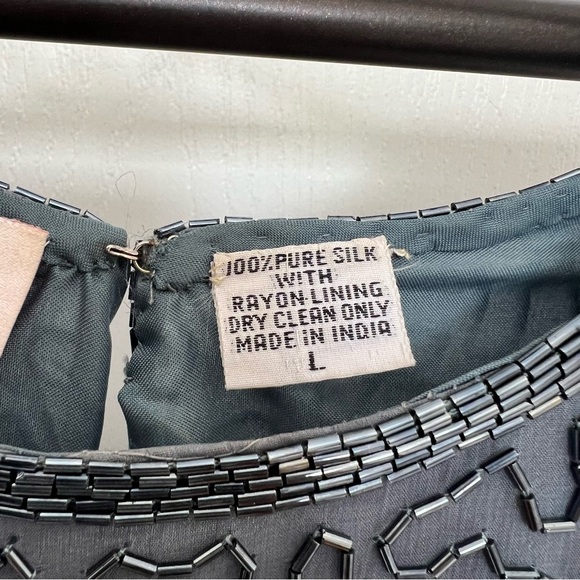 100% PURE SILK
WITH
RAYON LINING
DRY CLEAN ONLY
MADE IN INDIA
L